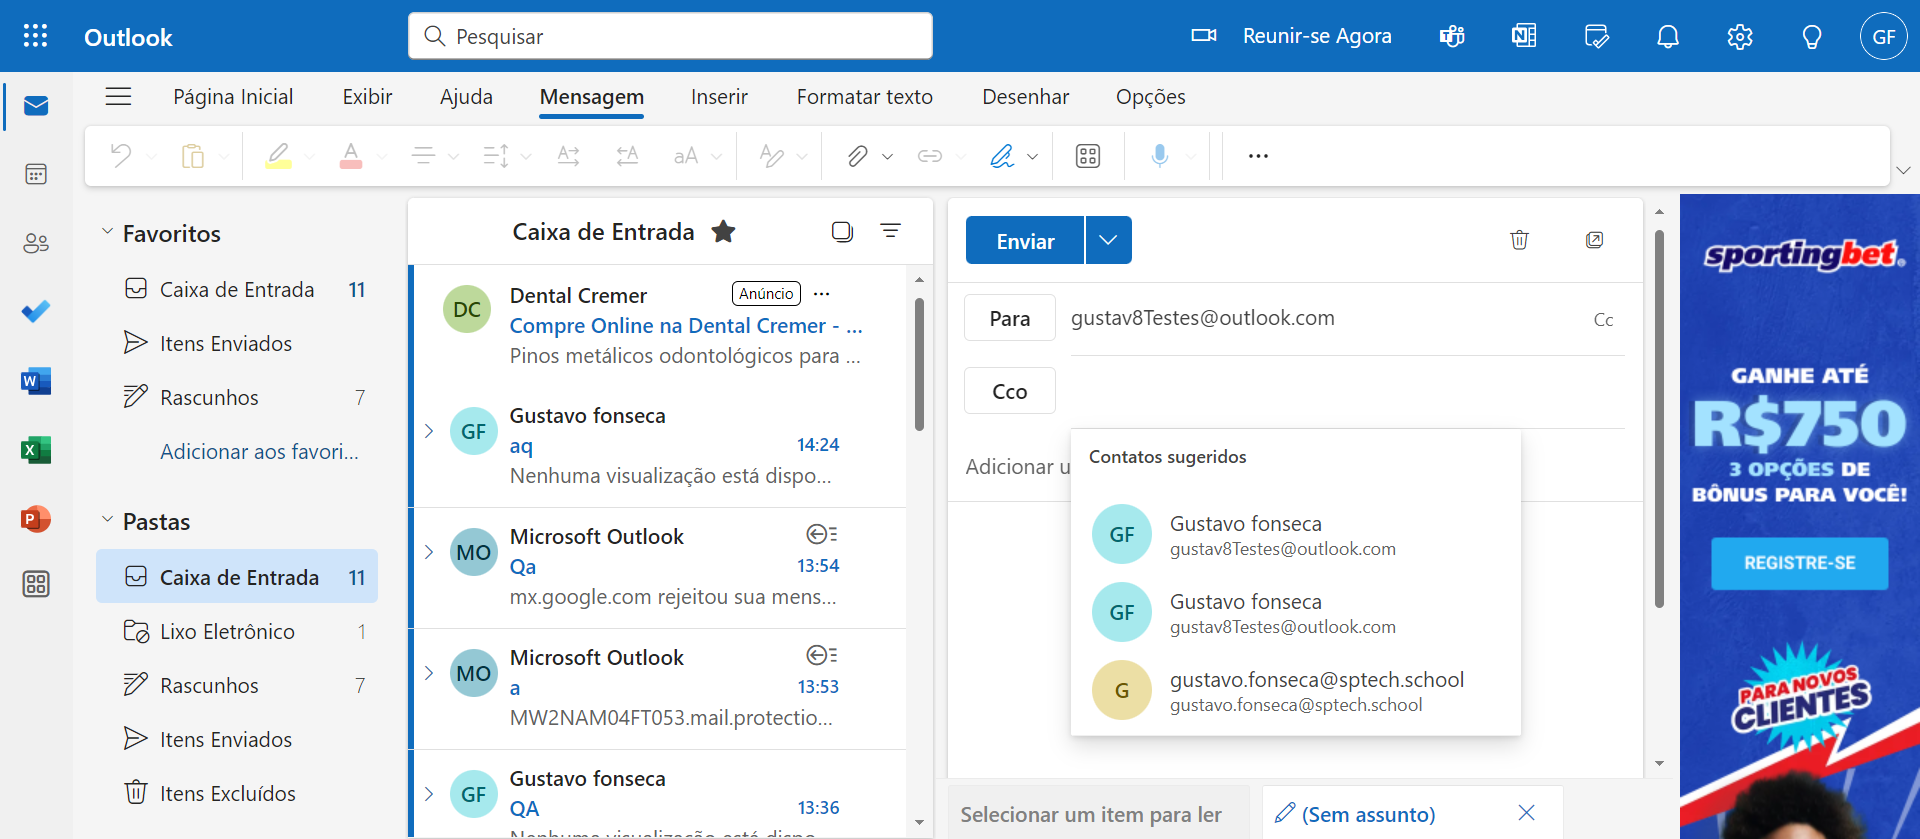 Outlook
Pesquisar
Reunir-se Agora
GF
Página Inicial
Exibir
Ajuda
Mensagem
Inserir
Formatar texto
Desenhar
Opções
Favoritos
Caixa de Entrada 11
Itens Enviados
Rascunhos 7
Adicionar aos favori...
Pastas
Caixa de Entrada 11
Lixo Eletrônico 1
Rascunhos 7
Itens Enviados
Itens Excluídos
Caixa de Entrada
DC
Dental Cremer
Anúncio
Compre Online na Dental Cremer - ...
Pinos metálicos odontológicos para ...
GF
Gustavo fonseca
aq 14:24
Nenhuma visualização está dispo...
MO
Microsoft Outlook
Qa 13:54
mx.google.com rejeitou sua mens...
MO
Microsoft Outlook
a 13:53
MW2NAM04FT053.mail.protectio...
GF
Gustavo fonseca
QA 13:36
Nenhuma visualização está dispo...
Enviar
Para
gustav8Testes@outlook.com
Cc
Cco
Adicionar u
Contatos sugeridos
GF
Gustavo fonseca
gustav8Testes@outlook.com
GF
Gustavo fonseca
gustav8Testes@outlook.com
G
gustavo.fonseca@sptech.school
gustavo.fonseca@sptech.school
Selecionar um item para ler
(Sem assunto)
sportingbet.
GANHE ATÉ
R$750
3 OPÇÕES DE
BÔNUS PARA VOCÊ!
REGISTRE-SE
PARA NOVOS
CLIENTES